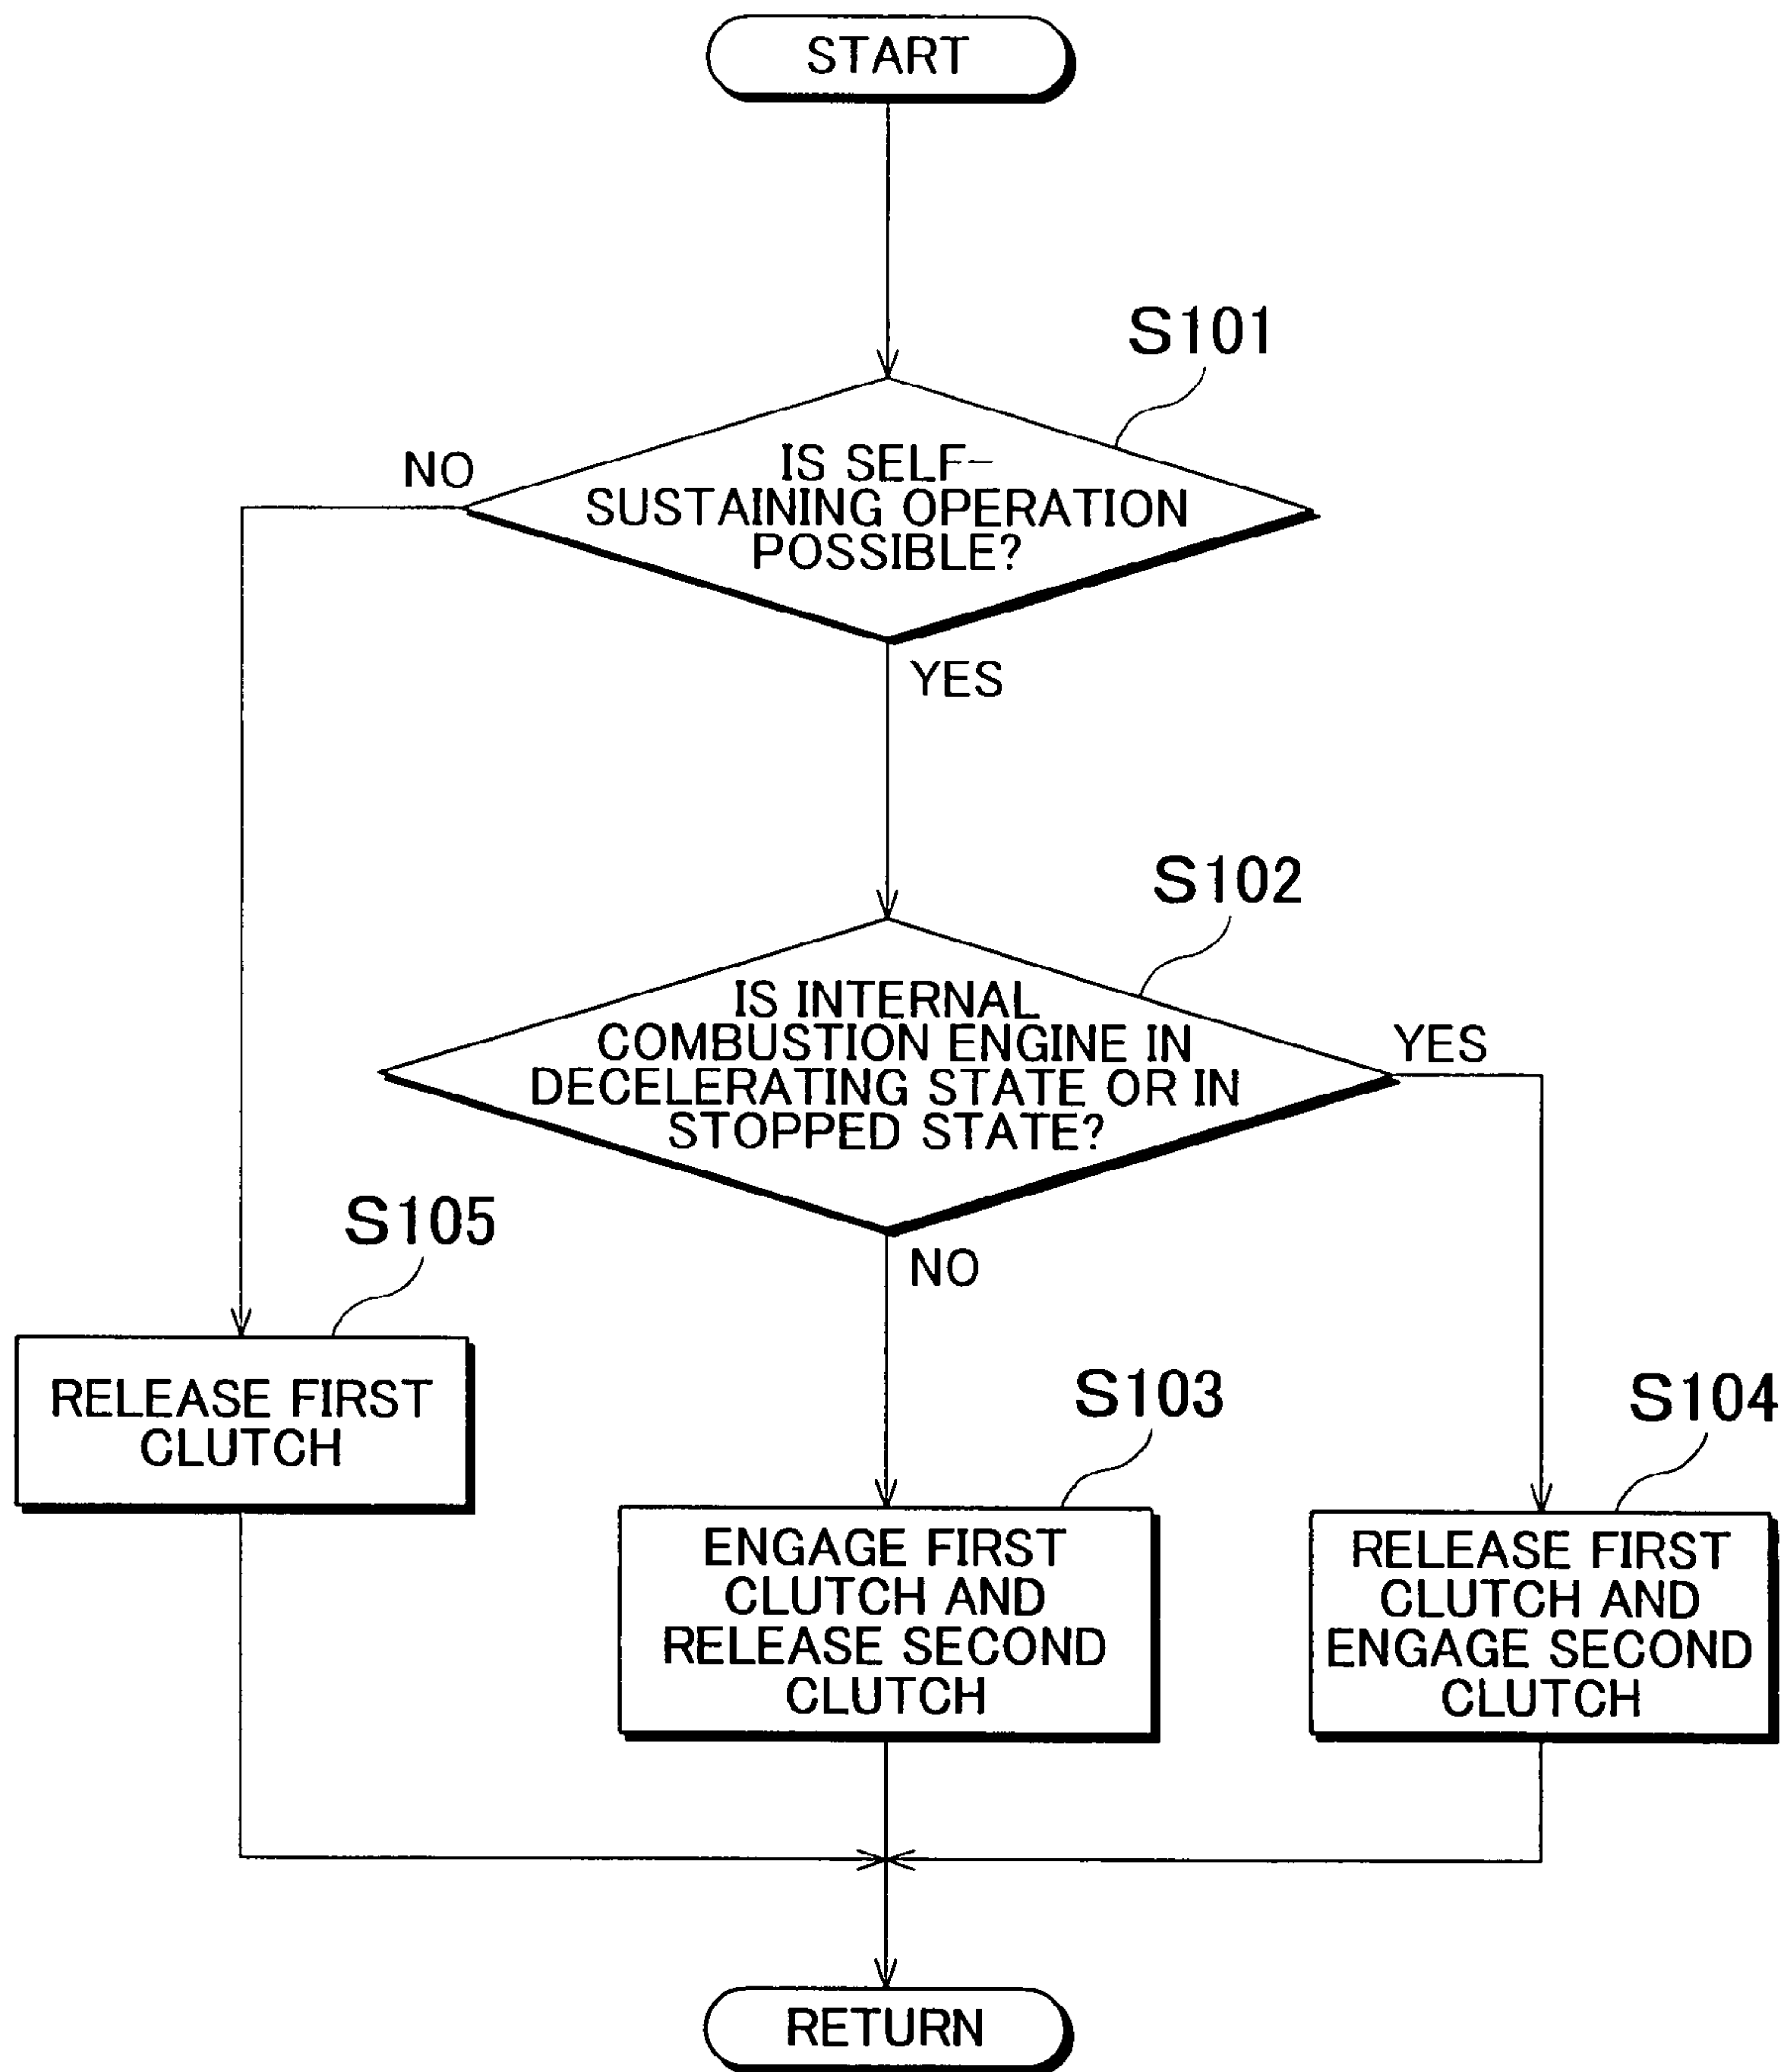 START
S101
NO
IS SELF-
SUSTAINING OPERATION
POSSIBLE?
YES
S102
IS INTERNAL
COMBUSTION ENGINE IN
DECELERATING STATE OR IN
STOPPED STATE?
YES
NO
S105
RELEASE FIRST
CLUTCH
S103
ENGAGE FIRST
CLUTCH AND
RELEASE SECOND
CLUTCH
S104
RELEASE FIRST
CLUTCH AND
ENGAGE SECOND
CLUTCH
RETURN